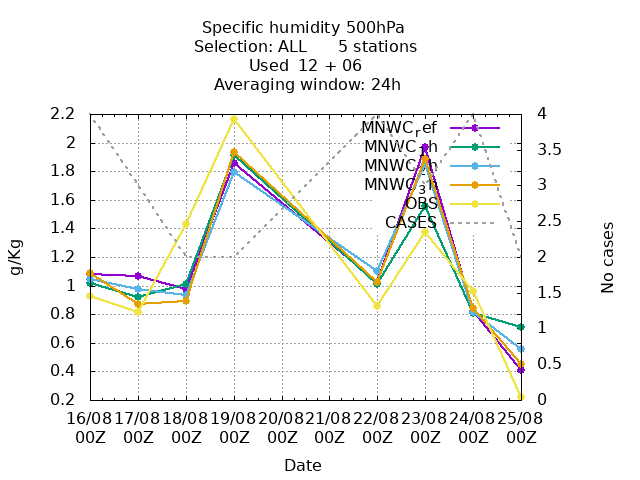 Specific humidity 500hPa
Selection: ALL 5 stations
Used 12 + 06
Averaging window: 24h
g/Kg
2.2
2
1.8
1.6
1.4
1.2
1
0.8
0.6
0.4
0.2
MNWC_ref
MNWC_1h
MNWC_h
MNWC_3h
OBS
CASES
4
3.5
3
2.5
2
1.5
1
0.5
0
No cases
16/08 17/08 18/08 19/08 20/08 21/08 22/08 23/08 24/08 25/08
00Z 00Z 00Z 00Z 00Z 00Z 00Z 00Z 00Z 00Z
Date